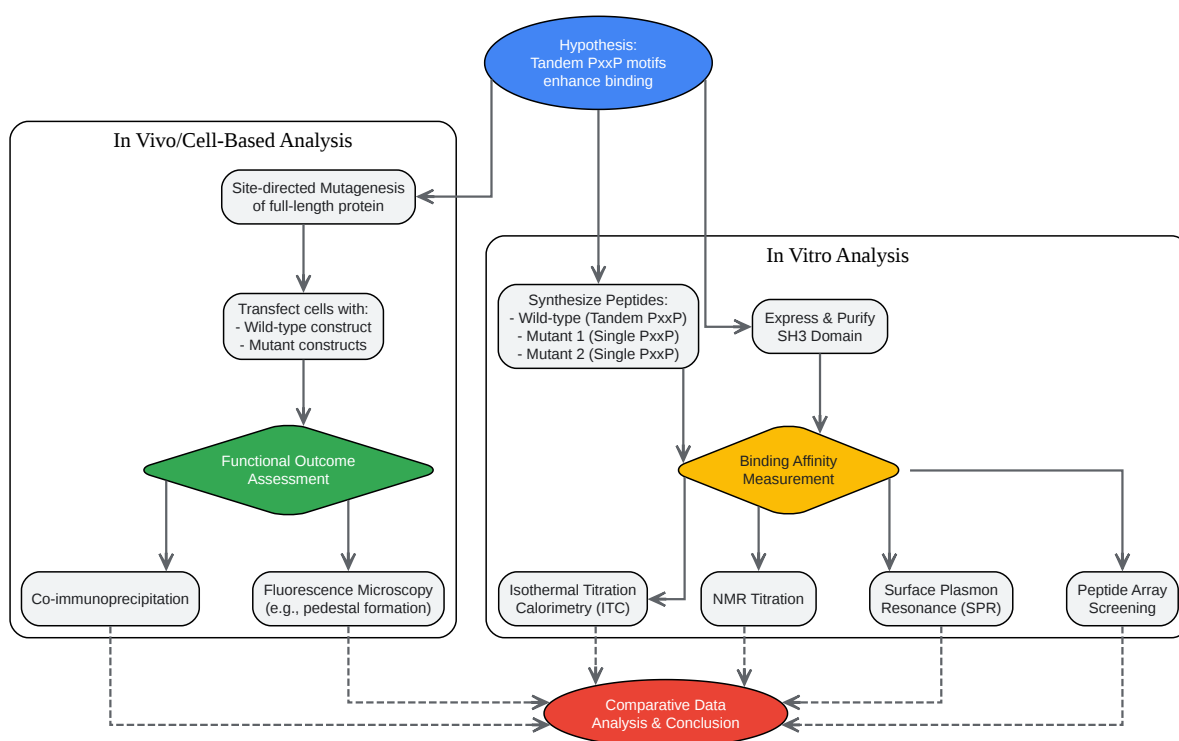 Hypothesis:
Tandem PxxP motifs
enhance binding
In Vivo/Cell-Based Analysis
Site-directed Mutagenesis
of full-length protein
Transfect cells with:
- Wild-type construct
- Mutant constructs
Functional Outcome
Assessment
Co-immunoprecipitation
Fluorescence Microscopy
(e.g., pedestal formation)
In Vitro Analysis
Synthesize Peptides:
- Wild-type (Tandem PxxP)
- Mutant 1 (Single PxxP)
- Mutant 2 (Single PxxP)
Express & Purify
SH3 Domain
Binding Affinity
Measurement
Isothermal Titration
Calorimetry (ITC)
NMR Titration
Surface Plasmon
Resonance (SPR)
Peptide Array
Screening
Comparative Data
Analysis & Conclusion